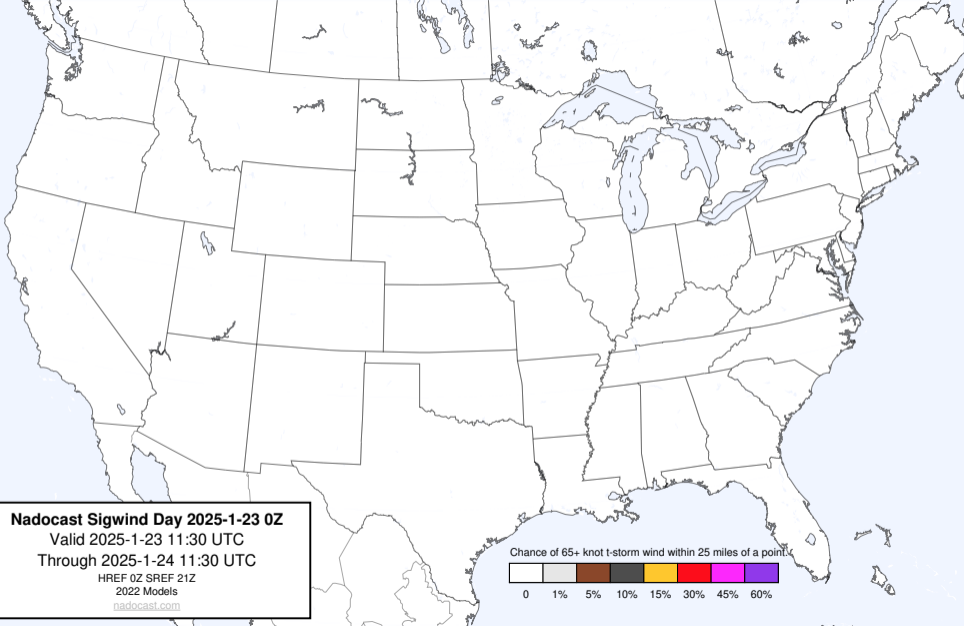 Nadocast Sigwind Day 2025-1-23 0Z
Valid 2025-1-23 11:30 UTC
Through 2025-1-24 11:30 UTC
HREF 0Z SREF 21Z
2022 Models
nadocast.com
Chance of 65+ knot t-storm wind within 25 miles of a point.
0 1% 5% 10% 15% 30% 45% 60%